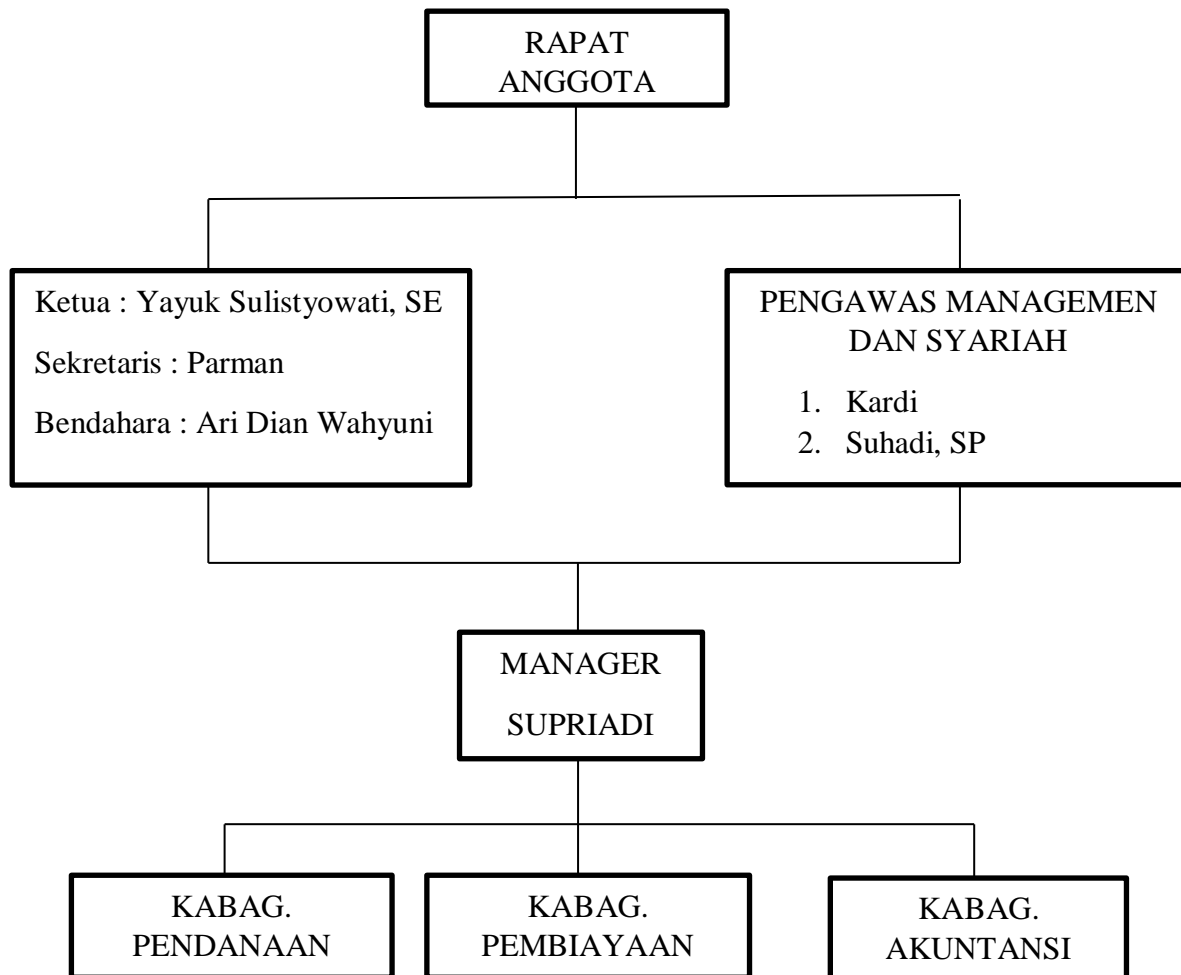 RAPAT
ANGGOTA
Ketua : Yayuk Sulistyowati, SE
Sekretaris : Parman
Bendahara : Ari Dian Wahyuni
PENGAWAS MANAGEMEN
DAN SYARIAH
1. Kardi
2. Suhadi, SP
MANAGER
SUPRIADI
KABAG.
PENDANAAN
KABAG.
PEMBIAYAAN
KABAG.
AKUNTANSI